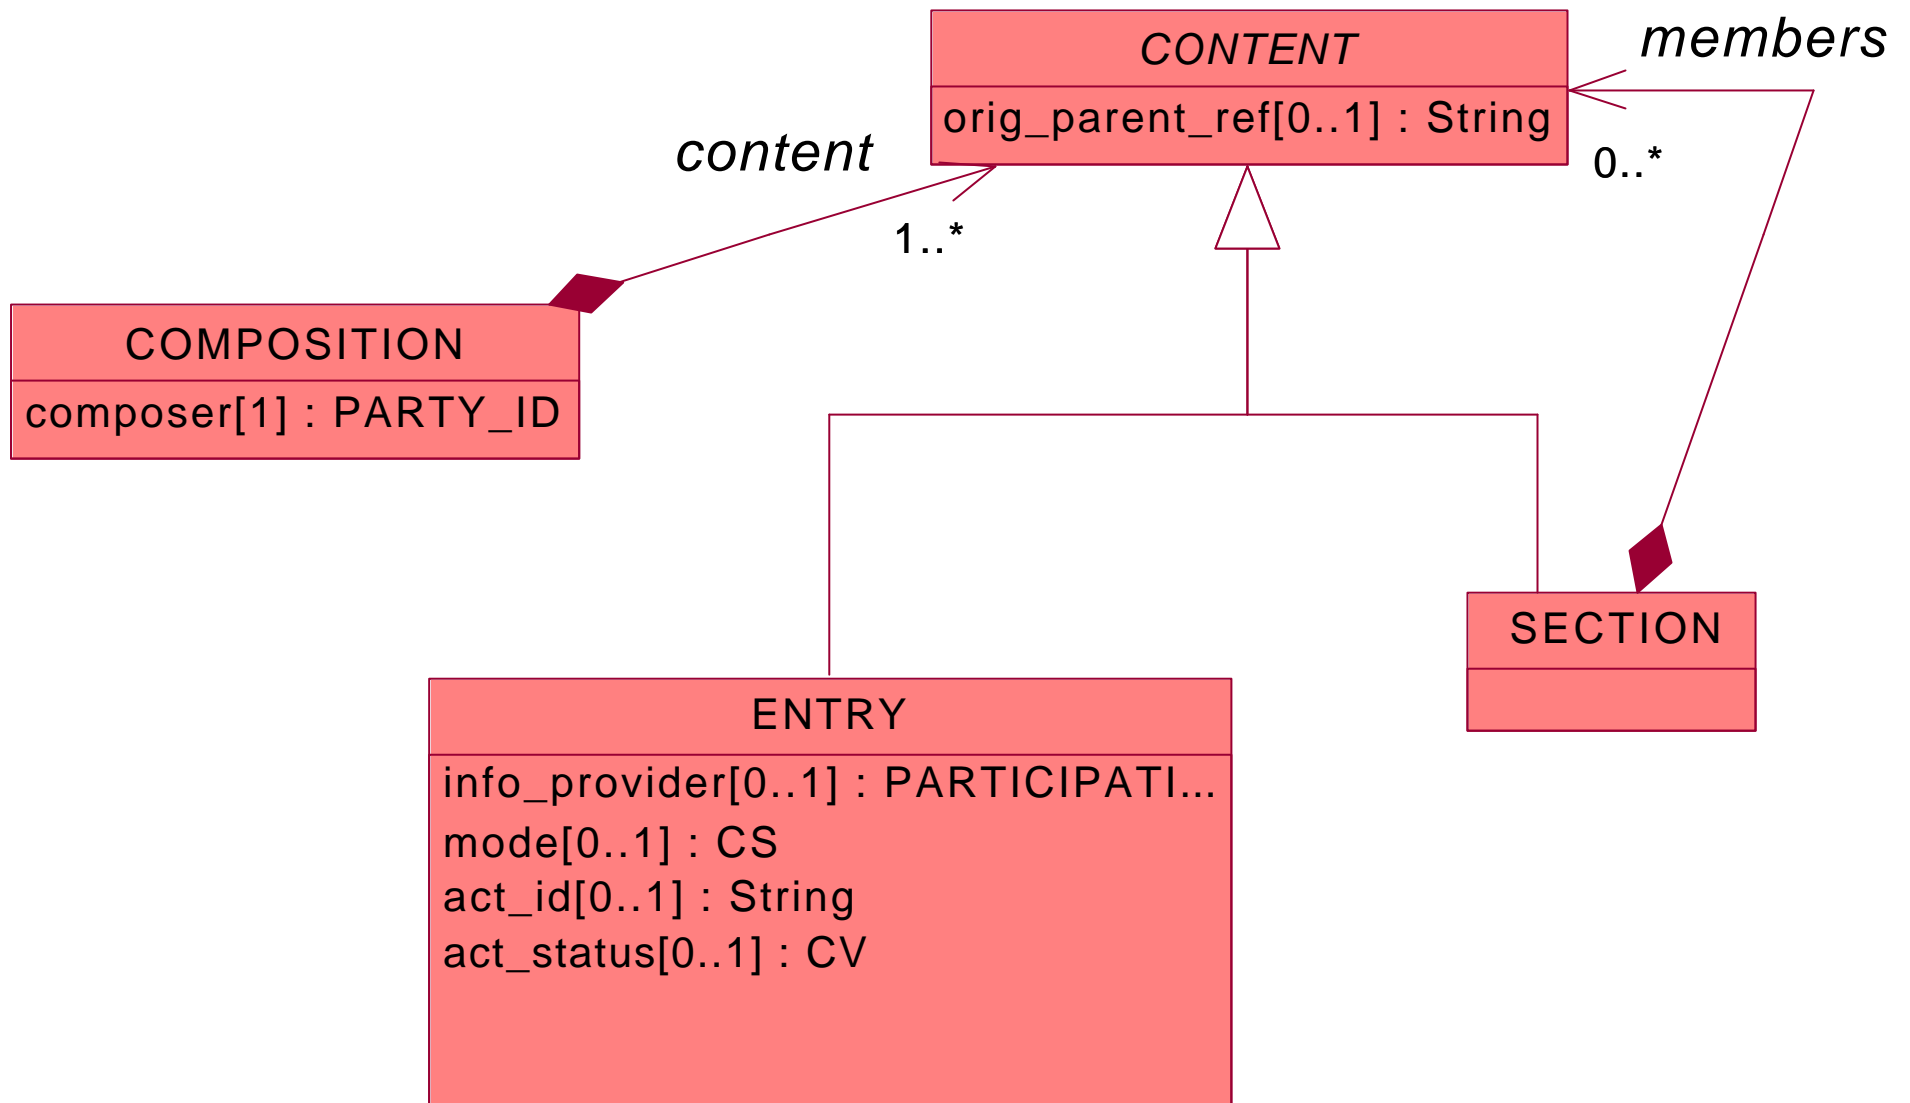 CONTENT
members
orig_parent_ref[0..1] : String
content
0..*
1..*
COMPOSITION
composer[1] : PARTY_ID
SECTION
ENTRY
info_provider[0..1] : PARTICIPATI...
mode[0..1] : CS
act_id[0..1] : String
act_status[0..1] : CV